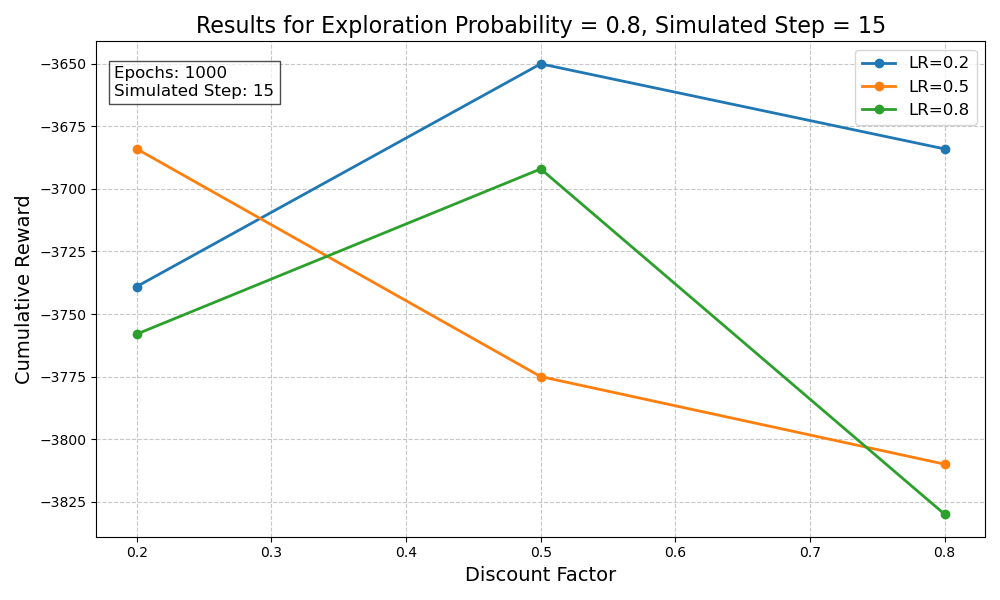 Results for Exploration Probability = 0.8, Simulated Step = 15
Epochs: 1000
Simulated Step: 15
LR=0.2
LR=0.5
LR=0.8
Cumulative Reward
−3650
−3675
−3700
−3725
−3750
−3775
−3800
−3825
0.2 0.3 0.4 0.5 0.6 0.7 0.8
Discount Factor